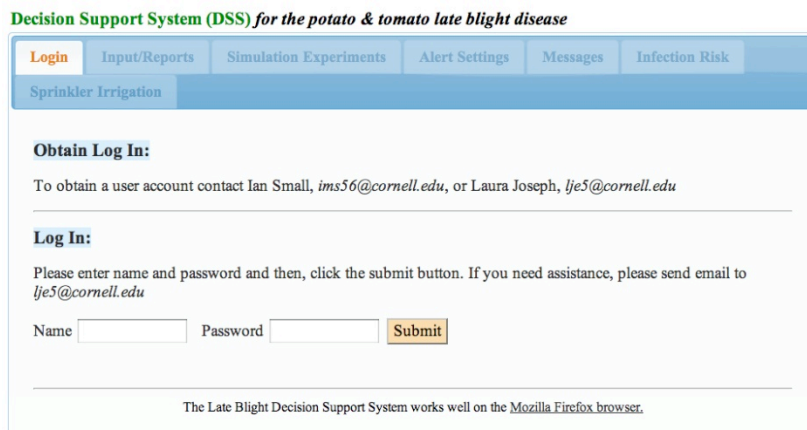 Decision Support System (DSS) for the potato & tomato late blight disease
Login Input/Reports Simulation Experiments Alert Settings Messages Infection Risk
Sprinkler Irrigation
Obtain Log In:
To obtain a user account contact Ian Small, ims56@cornell.edu, or Laura Joseph, lje5@cornell.edu
Log In:
Please enter name and password and then, click the submit button. If you need assistance, please send email to
lje5@cornell.edu
Name Password Submit
The Late Blight Decision Support System works well on the Mozilla Firefox browser.